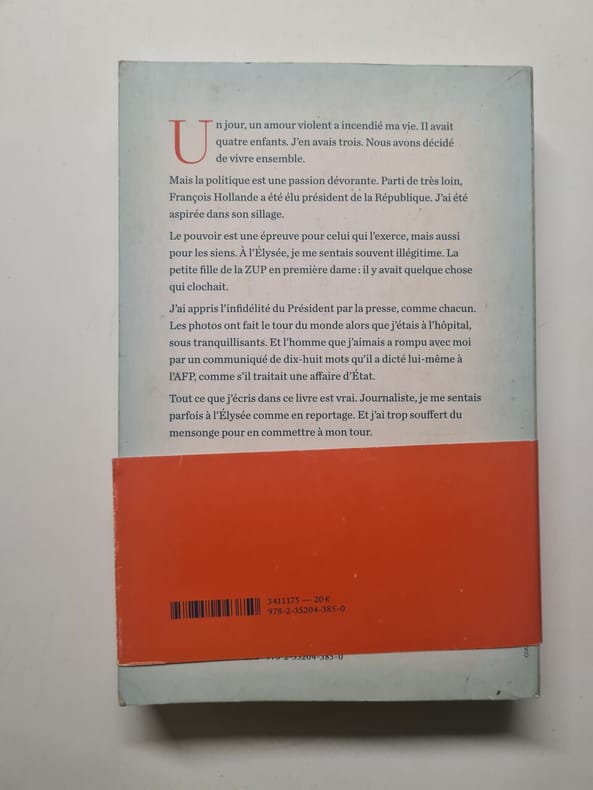 Un jour, un amour violent a incendié ma vie. Il avait
quatre enfants. J'en avais trois. Nous avons décidé
de vivre ensemble.
Mais la politique est une passion dévorante. Parti de très loin,
François Hollande a été élu président de la République. J'ai été
aspirée dans son sillage.
Le pouvoir est une épreuve pour celui qui l'exerce, mais aussi
pour les siens. À l'Élysée, je me sentais souvent illégitime. La
petite fille de la ZUP en première dame : il y avait quelque chose
qui clochait.
J'ai appris l'infidélité du Président par la presse, comme chacun.
Les photos ont fait le tour du monde alors que j'étais à l'hôpital,
sous tranquillisants. Et l'homme que j'aimais a rompu avec moi
par un communiqué de dix-huit mots qu'il a dicté lui-même à
l'AFP, comme s'il traitait une affaire d'État.
Tout ce que j'écris dans ce livre est vrai. Journaliste, je me sentais
parfois à l'Élysée comme en reportage. Et j'ai trop souffert du
mensonge pour en commettre à mon tour.
3411175 — 20 €
978-2-35204-385-0
978-2-35204-385-0